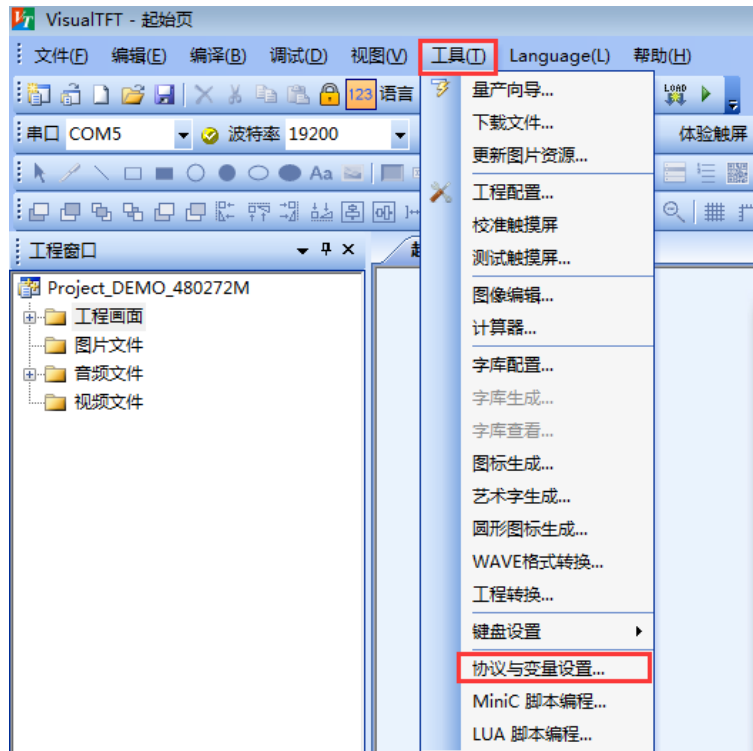 VT VisualTFT - 起始页
文件(F) 编辑(E) 编译(B) 调试(D) 视图(V) 工具(T) Language(L) 帮助(H)
123 语言 LOAD
串口 COM5 波特率 19200 体验触屏
Aa
工程窗口
Project_DEMO_480272M
工程画面
图片文件
音频文件
视频文件
量产向导...
下载文件...
更新图片资源...
工程配置...
校准触摸屏
测试触摸屏...
图像编辑...
计算器...
字库配置...
字库生成...
字库查看...
图标生成...
艺术字生成...
圆形图标生成...
WAVE格式转换...
工程转换...
键盘设置
协议与变量设置...
MiniC 脚本编程...
LUA 脚本编程...